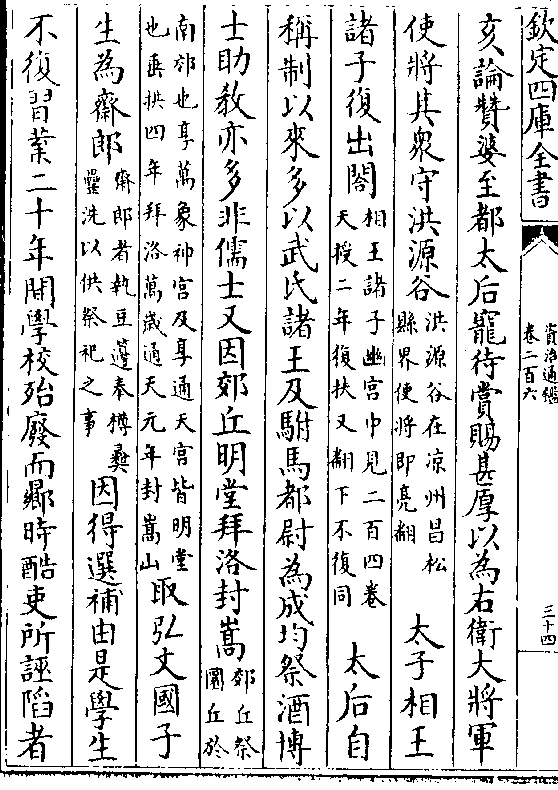 欽定四庫全書
資治通鑑
卷二百六
三十四
亥論贊婆至都太后寵待賞賜甚厚以為右衛大將軍
使將其衆守洪源谷
洪源谷在涼州昌松
縣界使將即亮翻
太子相王
諸子復出閤
相王諸子幽宫中見二百四卷
天授二年復扶又翻下不復同
太后自
稱制以來多以武氏諸王及駙馬都尉為成均祭酒博
士助教亦多非儒士又因郊丘明堂拜洛封嵩
郊丘祭
圜丘於
南郊也享萬象神宫及享通天宫皆明堂
也垂拱四年拜洛萬歲通天元年封嵩山
取弘文國子
生為齋郎
齋郎者執豆籩奉樽彝
罍洗以供祭祀之事
因得選補由是學生
不復習業二十年間學校殆廢而鄉時酷吏所誣陷者